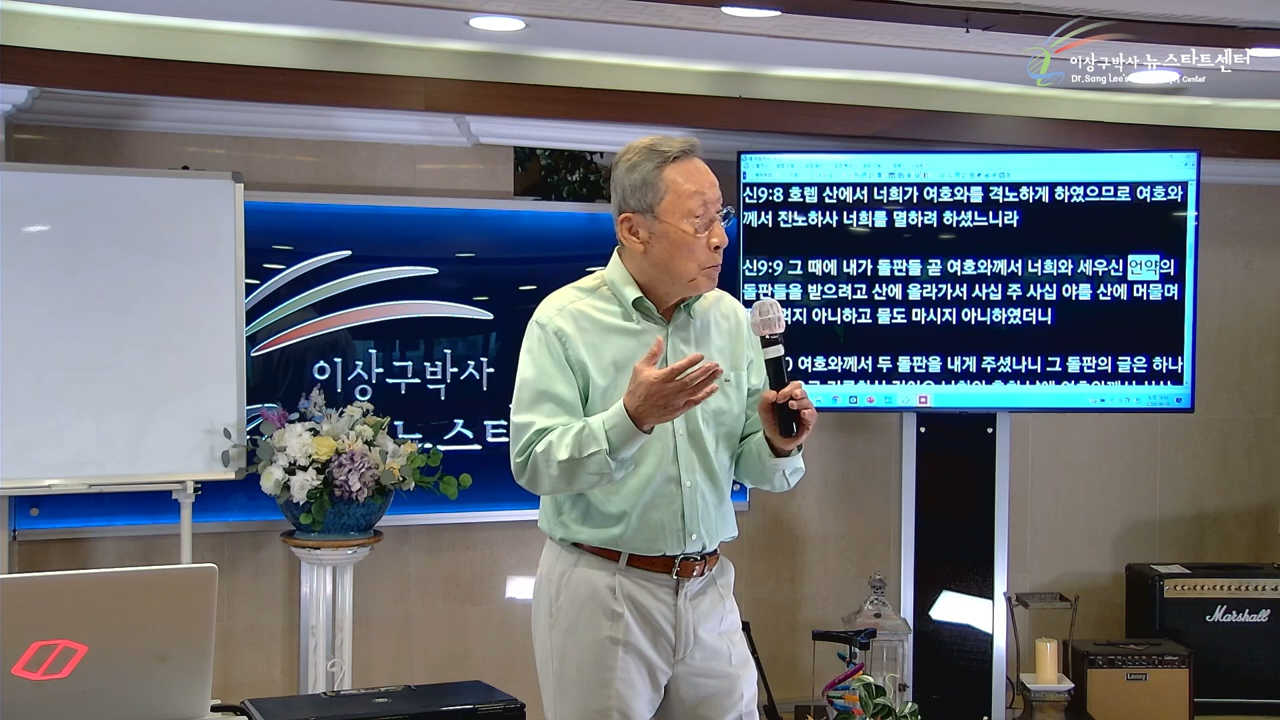 이상구박사 뉴스타트센터
Dr.Sang Lee's
Center
신9:8 호렙 산에서 너희가 여호와를 격노하게 하였으므로 여호와
께서 진노하사 너희를 멸하려 하셨느니라
신9:9 그 때에 내가 돌판들 곧 여호와께서 너희와 세우신 언약의
돌판들을 받으려고 산에 올라가서 사십 주 사십 야를 산에 머물며
먹지 아니하고 물도 마시지 아니하였더니
0 여호와께서 두 돌판을 내게 주셨나니 그 돌판의 글은 하나
이상구박사
뉴스타
Marshall
Laney